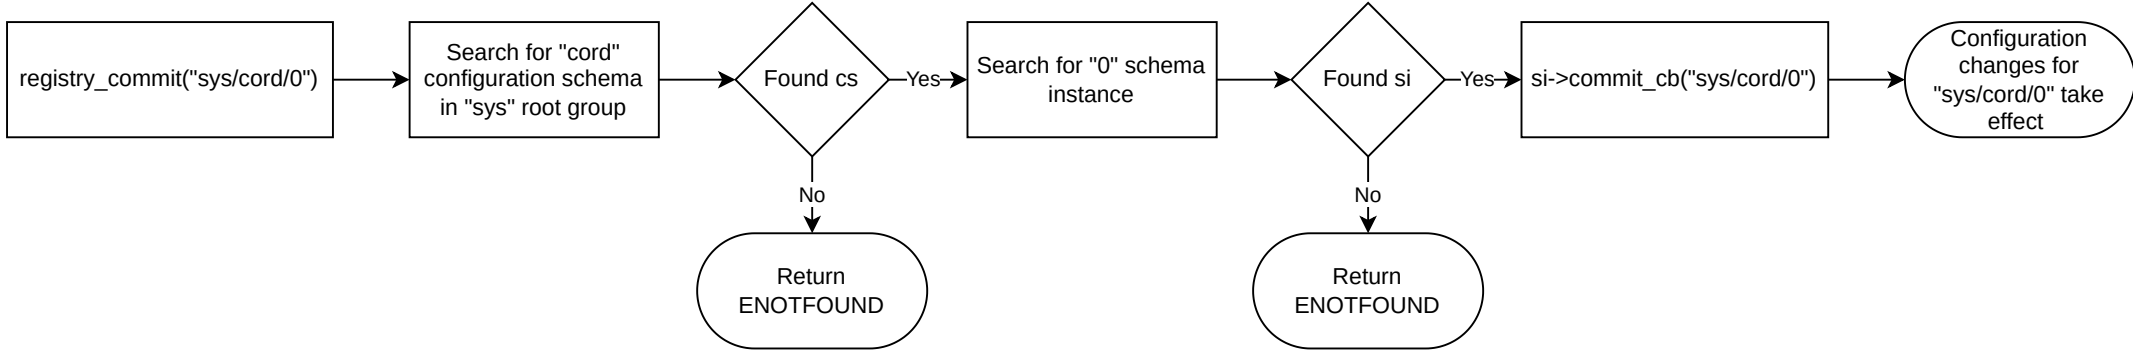 registry_commit("sys/cord/0")
Search for "cord"
configuration schema
in "sys" root group
Found cs
Yes
No
Return
ENOTFOUND
Search for "0" schema
instance
Found si
Yes
No
Return
ENOTFOUND
si->commit_cb("sys/cord/0")
Configuration
changes for
"sys/cord/0" take
effect